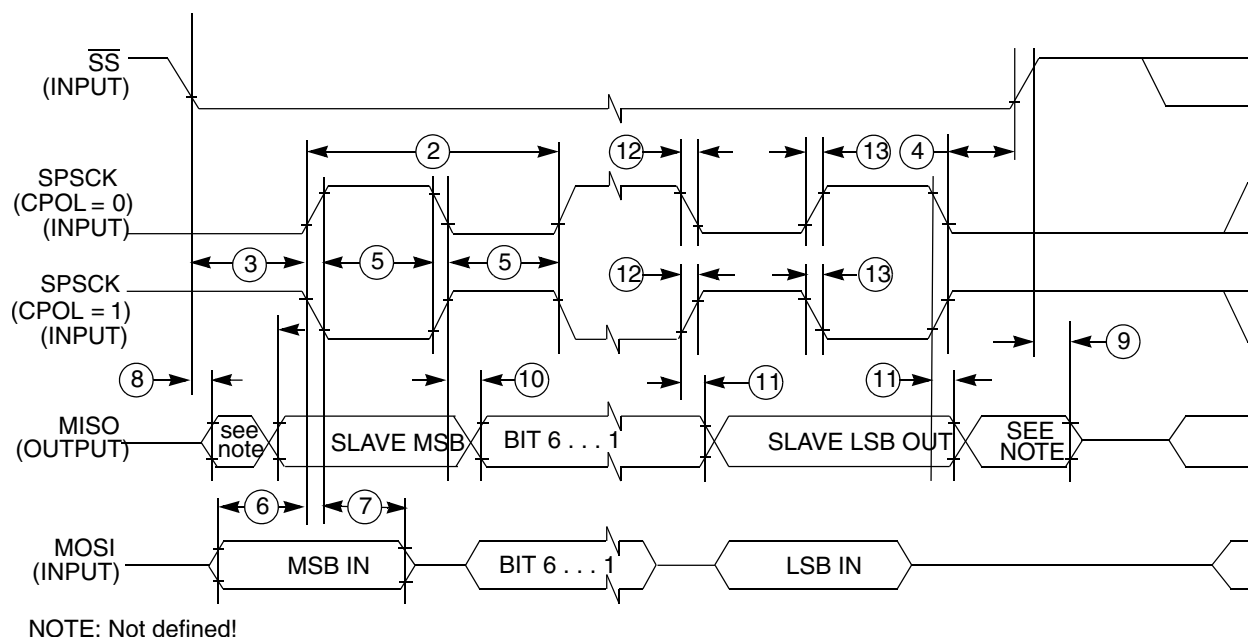 SS
(INPUT)
2
12
13
4
SPSCK
(CPOL = 0)
(INPUT)
3
5
5
12
13
SPSCK
(CPOL = 1)
(INPUT)
8
10
11
11
9
MISO
(OUTPUT)
see
note
SLAVE MSB
BIT 6 . . . 1
SLAVE LSB OUT
SEE
NOTE
6
7
MOSI
(INPUT)
MSB IN
BIT 6 . . . 1
LSB IN
NOTE: Not defined!